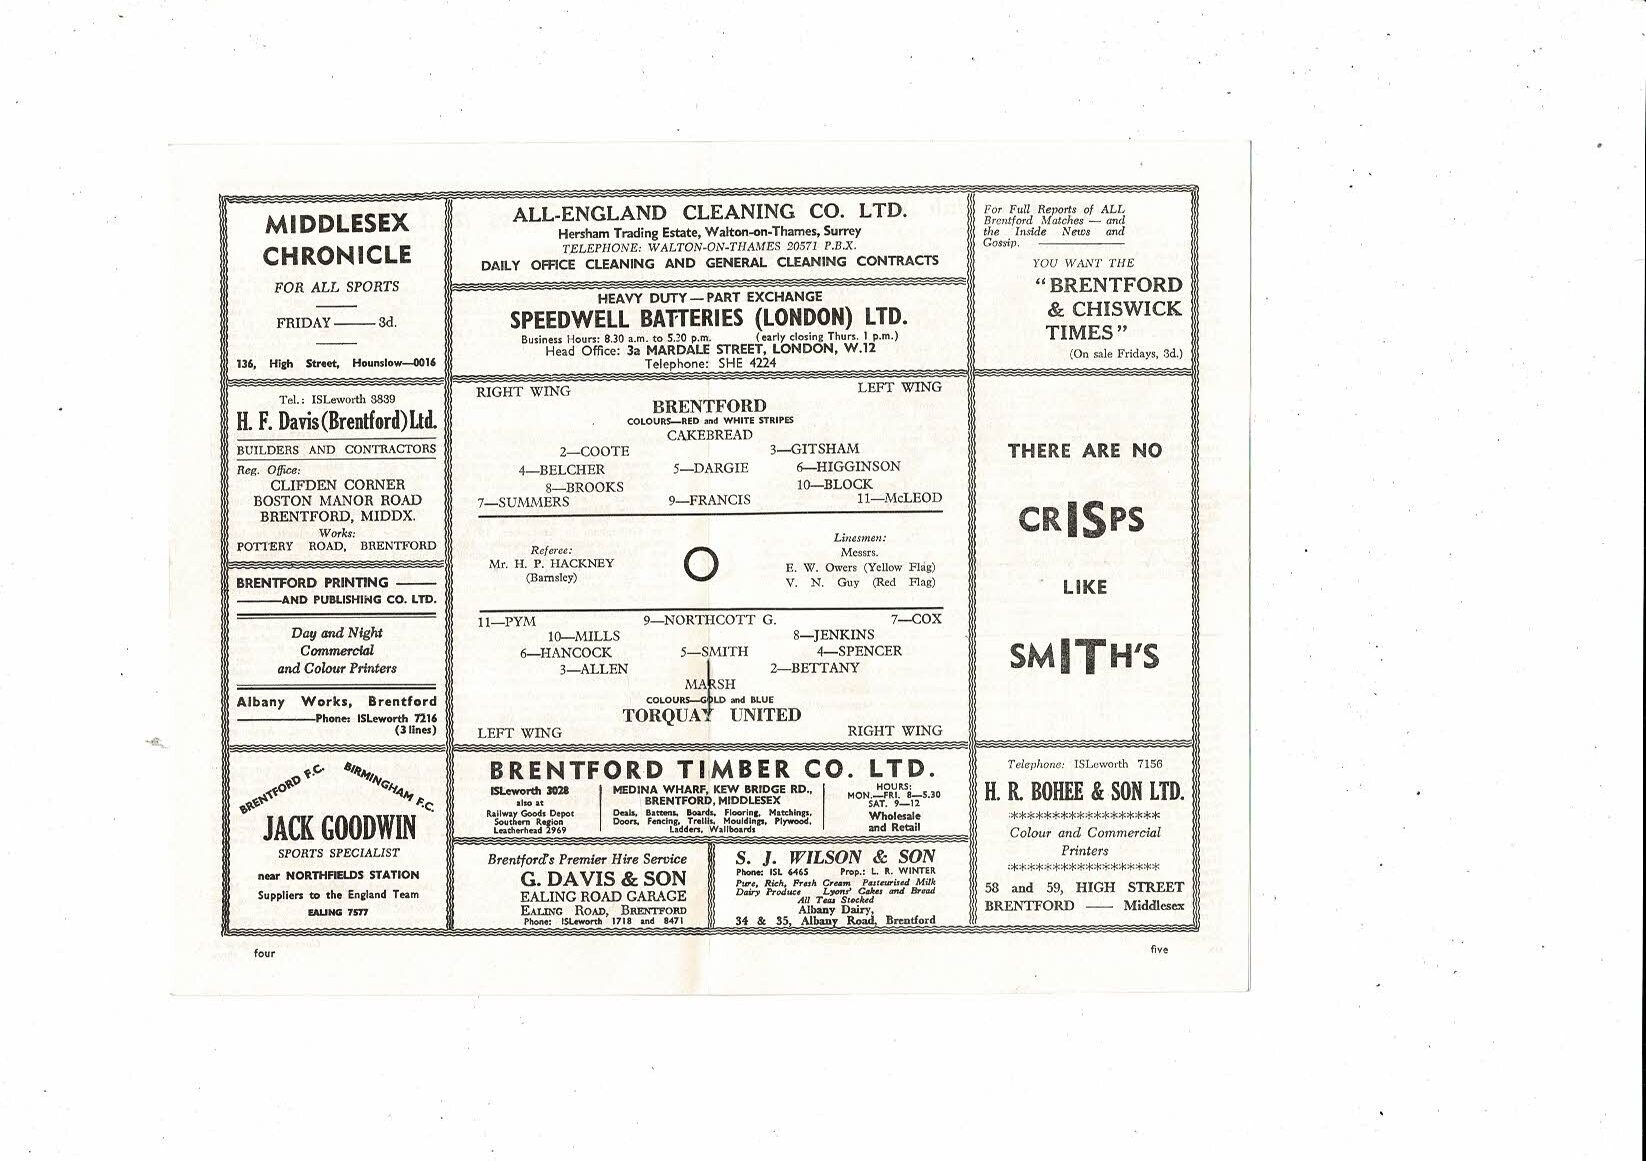 MIDDLESEX
CHRONICLE
FOR ALL SPORTS
FRIDAY —— 3d.
136, High Street, Hounslow—0016
Tel.: ISLeworth 3839
H. F. Davis (Brentford) Ltd.
BUILDERS AND CONTRACTORS
Reg. Office:
CLIFDEN CORNER
BOSTON MANOR ROAD
BRENTFORD, MIDDX.
Works:
POTTERY ROAD, BRENTFORD
BRENTFORD PRINTING ——
——AND PUBLISHING CO. LTD.
Day and Night
Commercial
and Colour Printers
Albany Works, Brentford
——Phone: ISLeworth 7216
(3 lines)
BRENTFORD F.C. BIRMINGHAM F.C.
JACK GOODWIN
SPORTS SPECIALIST
near NORTHFIELDS STATION
Suppliers to the England Team
EALING 7577
ALL-ENGLAND CLEANING CO. LTD.
Hersham Trading Estate, Walton-on-Thames, Surrey
TELEPHONE: WALTON-ON-THAMES 20571 P.B.X.
DAILY OFFICE CLEANING AND GENERAL CLEANING CONTRACTS
HEAVY DUTY — PART EXCHANGE
SPEEDWELL BATTERIES (LONDON) LTD.
Business Hours: 8.30 a.m. to 5.30 p.m. (early closing Thurs. 1 p.m.)
Head Office: 3a MARDALE STREET, LONDON, W.12
Telephone: SHE 4224
RIGHT WING LEFT WING
BRENTFORD
COLOURS—RED and WHITE STRIPES
CAKEBREAD
2—COOTE 3—GITSHAM
4—BELCHER 5—DARGIE 6—HIGGINSON
8—BROOKS 10—BLOCK
7—SUMMERS 9—FRANCIS 11—McLEOD
Referee:
Mr. H. P. HACKNEY
(Barnsley)
Linesmen:
Messrs.
E. W. Owers (Yellow Flag)
V. N. Guy (Red Flag)
11—PYM 9—NORTHCOTT G. 7—COX
10—MILLS 8—JENKINS
6—HANCOCK 5—SMITH 4—SPENCER
3—ALLEN 2—BETTANY
MARSH
COLOURS—GOLD and BLUE
TORQUAY UNITED
LEFT WING RIGHT WING
BRENTFORD TIMBER CO. LTD.
ISLeworth 3028
also at
Railway Goods Depot
Southern Region
Leatherhead 2969
MEDINA WHARF, KEW BRIDGE RD.,
BRENTFORD, MIDDLESEX
Deals, Battens, Boards, Flooring, Matchings,
Doors, Fencing, Trellis, Mouldings, Plywood,
Ladders, Wallboards
HOURS:
MON.—FRI. 8—5.30
SAT. 9—12
Wholesale
and Retail
Brentford's Premier Hire Service
G. DAVIS & SON
EALING ROAD GARAGE
EALING ROAD, BRENTFORD
Phone: ISLeworth 1718 and 8471
S. J. WILSON & SON
Phone: ISL 6465 Prop.: L. R. WINTER
Pure, Rich, Fresh Cream Pasteurised Milk
Dairy Produce Lyons' Cakes and Bread
All Teas Stocked
Albany Dairy,
34 & 35, Albany Road, Brentford
For Full Reports of ALL
Brentford Matches — and
the Inside News and
Gossip. ——
YOU WANT THE
"BRENTFORD
& CHISWICK
TIMES"
(On sale Fridays, 3d.)
THERE ARE NO
CRISPS
LIKE
SMITH'S
Telephone: ISLeworth 7156
H. R. BOHEE & SON LTD.
******************
Colour and Commercial
Printers
:******************
58 and 59, HIGH STREET
BRENTFORD —— Middlesex
four
five